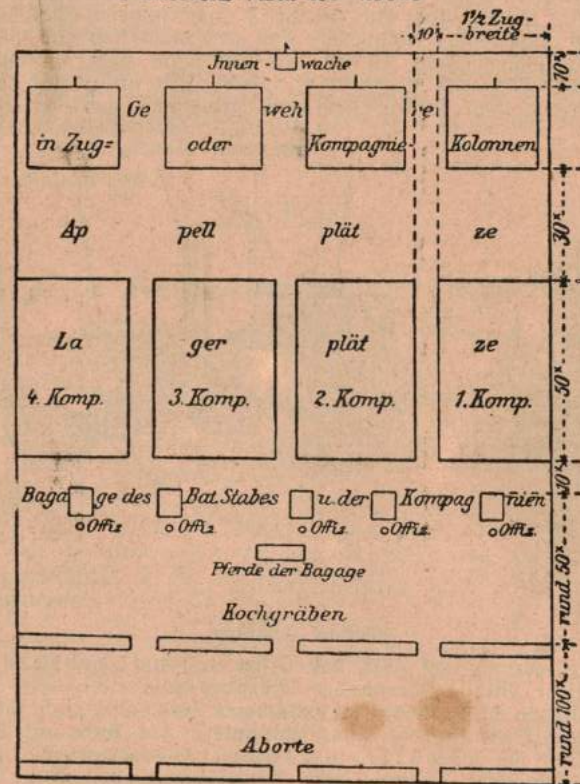 1½ Zug-
10ˣ breite
Innen-wache
10ˣ
Ge weh re
in Zug= oder Kompagnie- Kolonnen
Ap pell plät ze
30ˣ
La ger plät ze
4. Komp. 3. Komp. 2. Komp. 1. Komp.
50ˣ
10ˣ
Baga ge des Bat. Stabes u. der Kompag nien
Offiz. Offiz. Offiz. Offiz. Offiz.
Pferde der Bagage
rund 50ˣ
Kochgräben
rund 100ˣ
Aborte